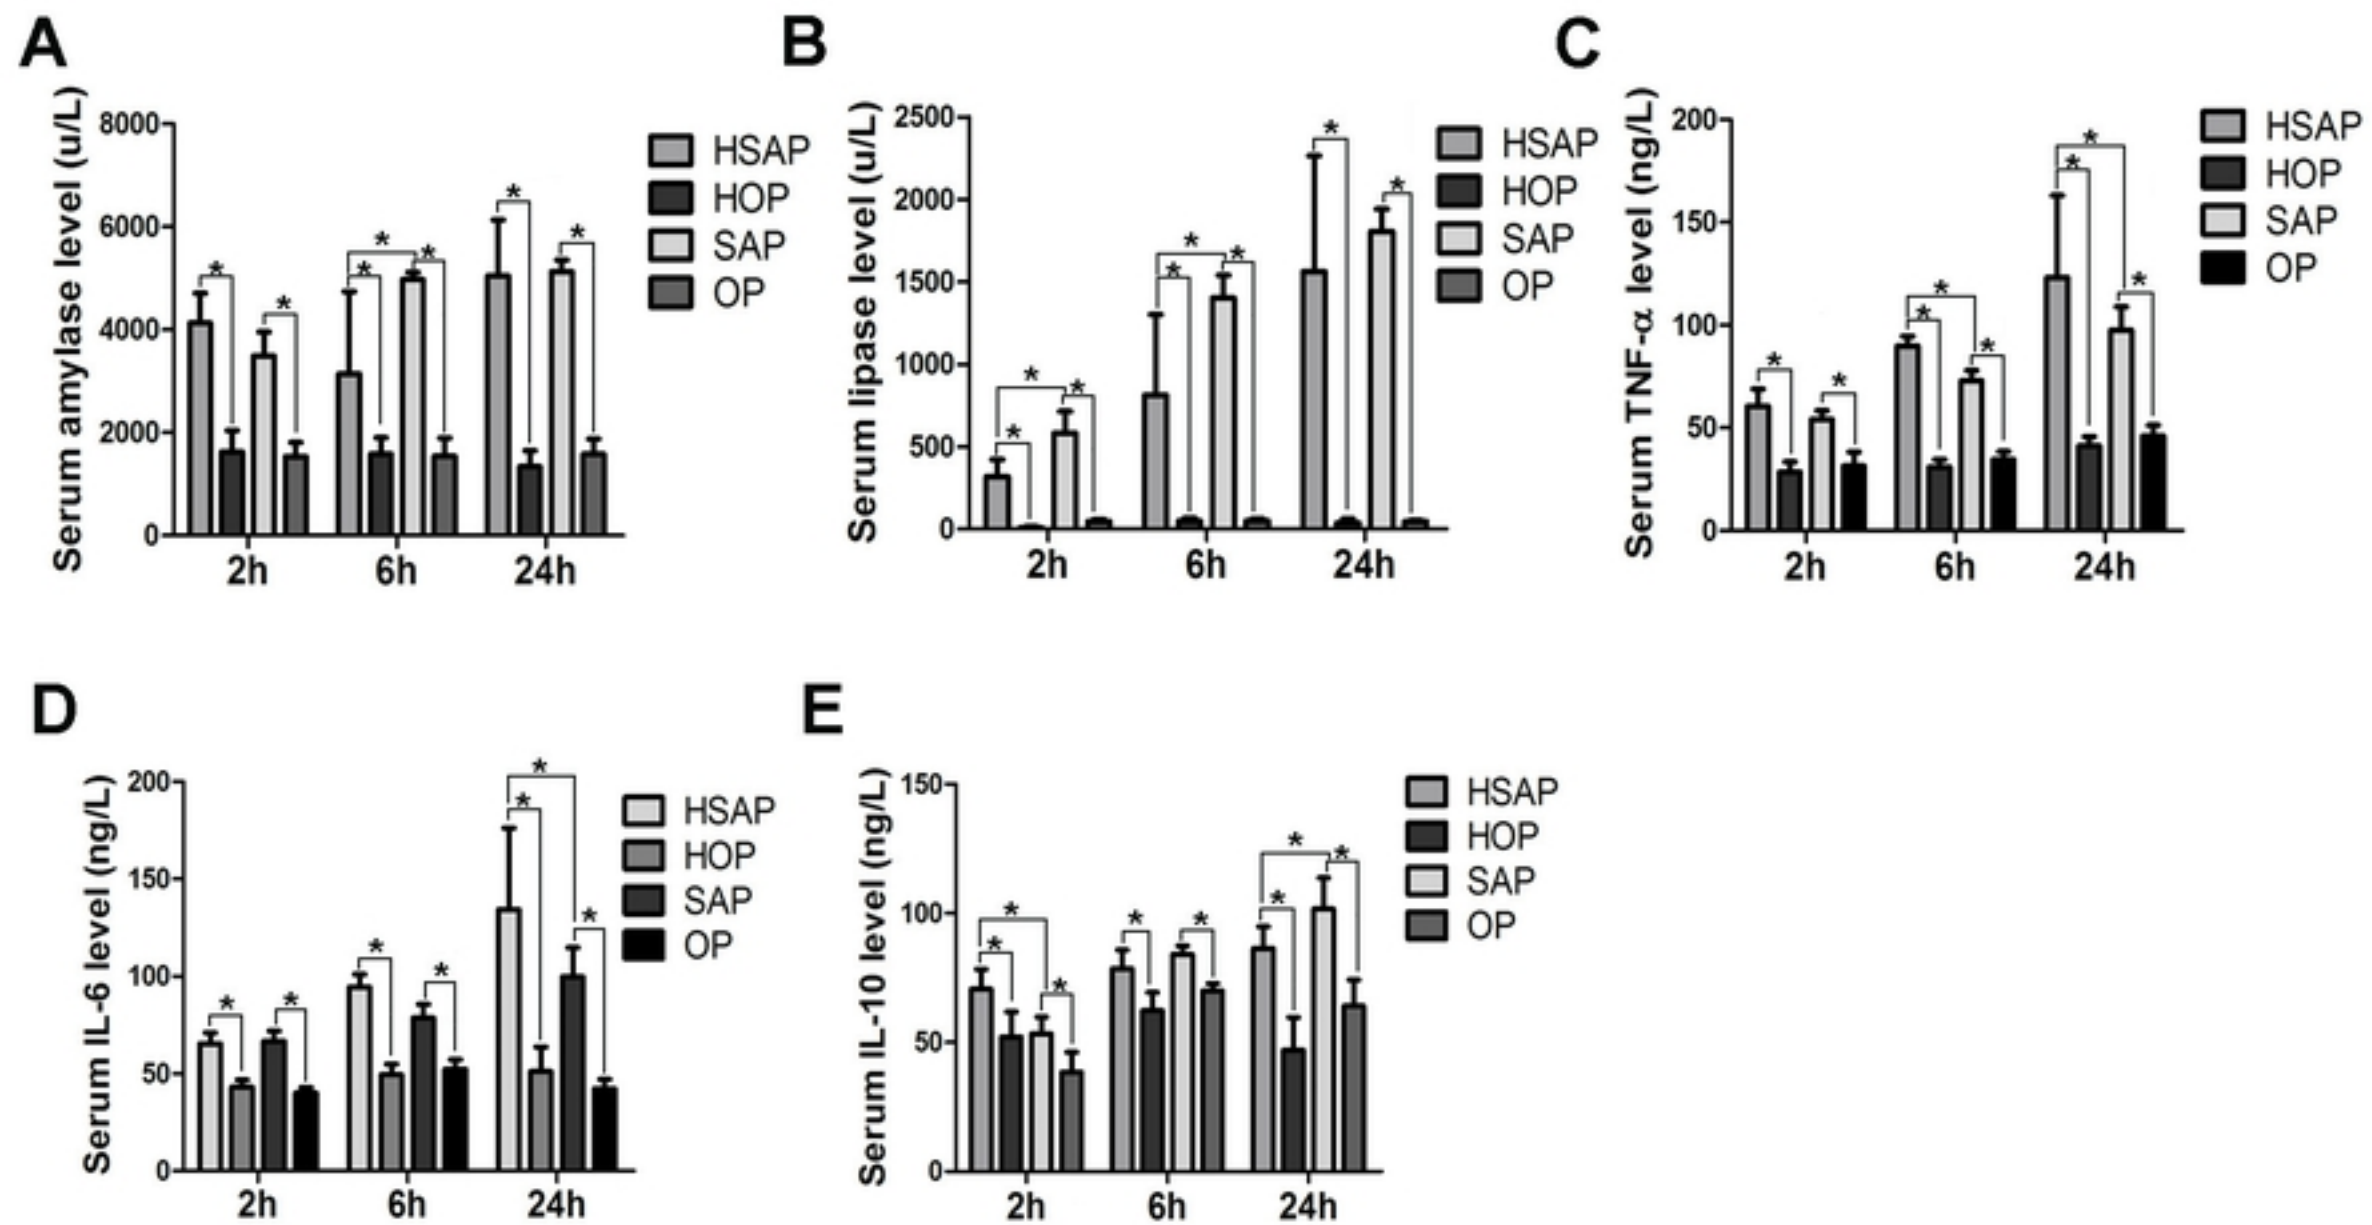 A
Serum amylase level (u/L)
8000
6000
4000
2000
0
* * * * * * *
2h 6h 24h
HSAP
HOP
SAP
OP
B
Serum lipase level (u/L)
2500
2000
1500
1000
500
0
* * * * * * * *
2h 6h 24h
HSAP
HOP
SAP
OP
C
Serum TNF-α level (ng/L)
200
150
100
50
0
* * * * * * * *
2h 6h 24h
HSAP
HOP
SAP
OP
D
Serum IL-6 level (ng/L)
200
150
100
50
0
* * * * * * *
2h 6h 24h
HSAP
HOP
SAP
OP
E
Serum IL-10 level (ng/L)
150
100
50
0
* * * * * * * *
2h 6h 24h
HSAP
HOP
SAP
OP